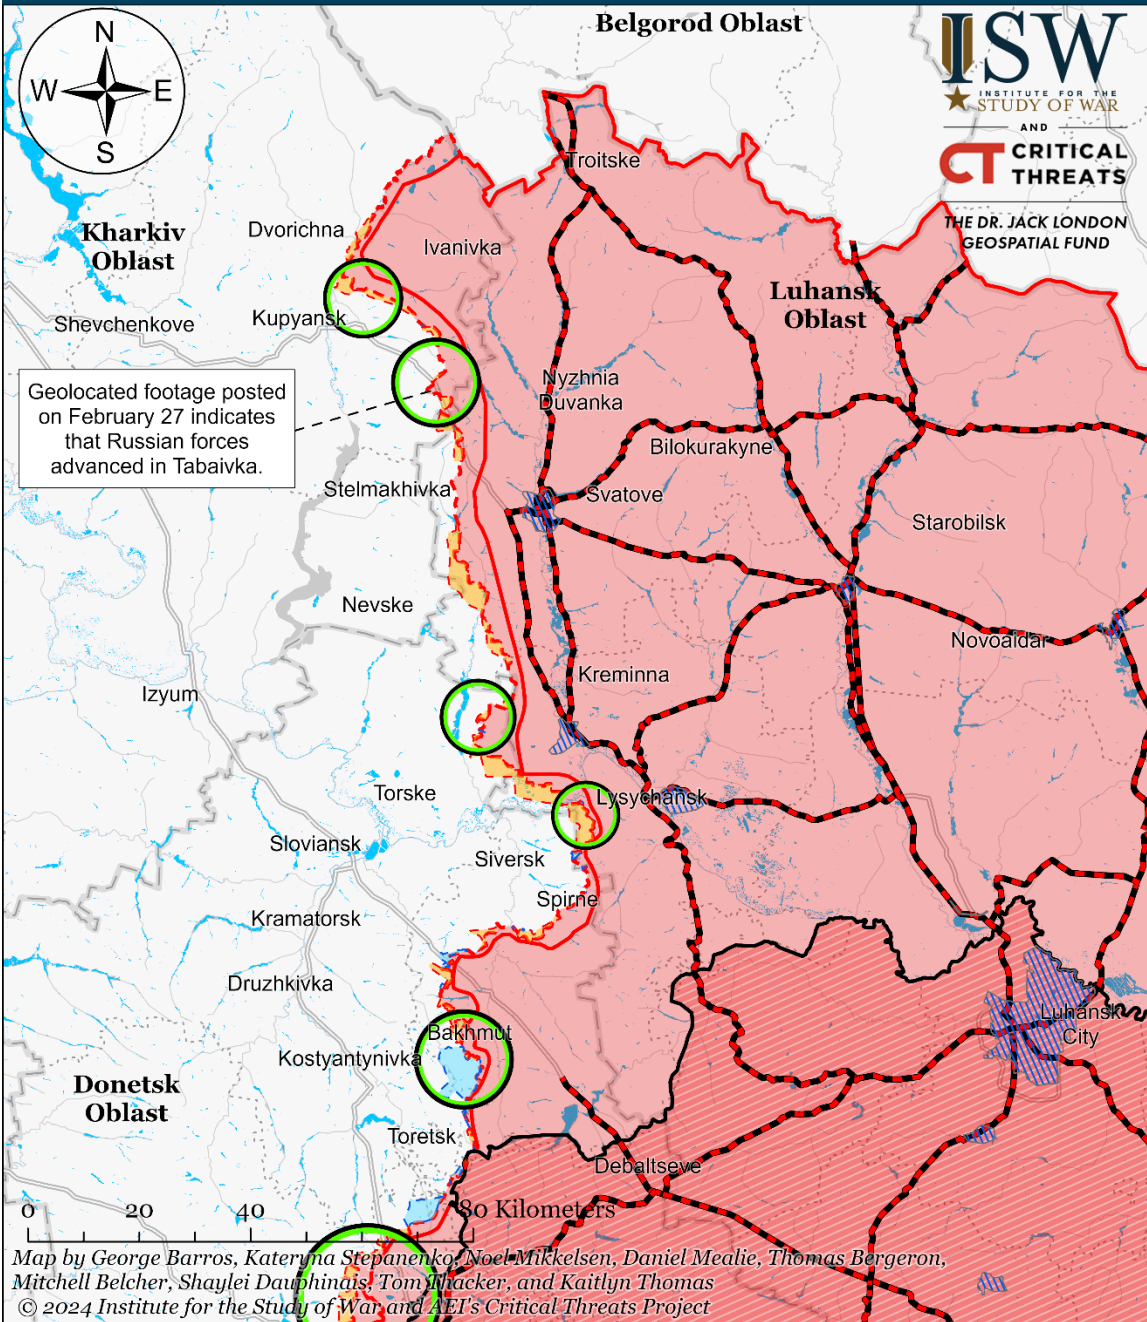 Belgorod Oblast
ISW
INSTITUTE FOR THE
STUDY OF WAR
AND
CT CRITICAL
THREATS
THE DR. JACK LONDON
GEOSPATIAL FUND
N
W
E
S
Troitske
Dvorichna
Kharkiv
Oblast
Ivanivka
Luhansk
Oblast
Shevchenkove
Kupyansk
Geolocated footage posted
on February 27 indicates
that Russian forces
advanced in Tabaivka.
Nyzhnia
Duvanka
Bilokurakyne
Stelmakhivka
Svatove
Starobilsk
Nevske
Novoaldar
Kreminna
Izyum
Torske
Lysychansk
Sloviansk
Siversk
Spirne
Kramatorsk
Druzhkivka
Luhansk
City
Bakhmut
Kostyantynivka
Donetsk
Oblast
Toretsk
Debaltseve
0 20 40 80 Kilometers
Map by George Barros, Kateryna Stepanenko, Noel Mikkelsen, Daniel Mealie, Thomas Bergeron,
Mitchell Belcher, Shaylei Dauphinais, Tom Thacker, and Kaitlyn Thomas
© 2024 Institute for the Study of War and AEI's Critical Threats Project